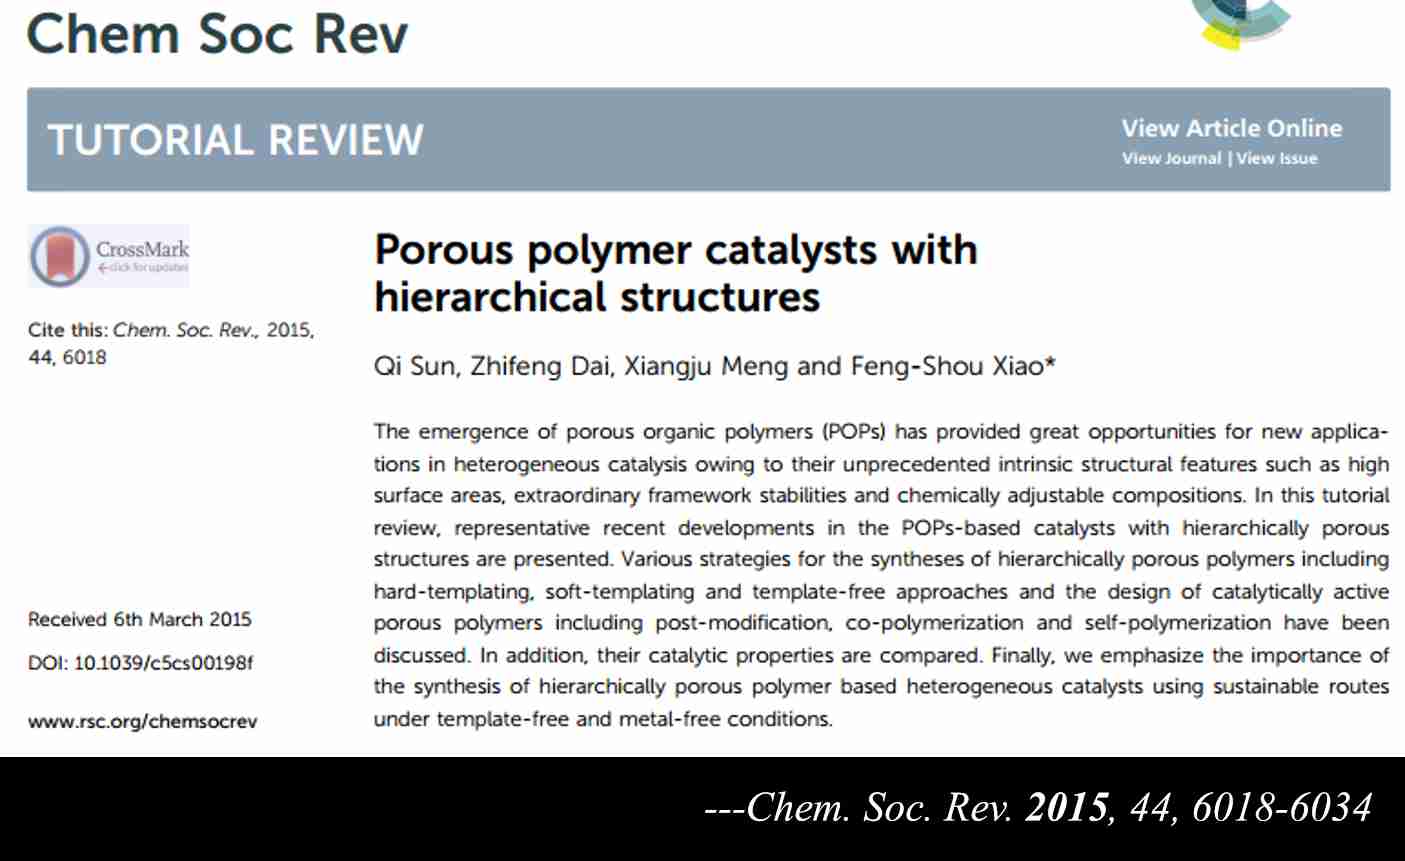 Chem Soc Rev
TUTORIAL REVIEW
View Article Online
View Journal | View Issue
CrossMark
←click for updates
Cite this: Chem. Soc. Rev., 2015,
44, 6018
Received 6th March 2015
DOI: 10.1039/c5cs00198f
www.rsc.org/chemsocrev
Porous polymer catalysts with
hierarchical structures
Qi Sun, Zhifeng Dai, Xiangju Meng and Feng-Shou Xiao*
The emergence of porous organic polymers (POPs) has provided great opportunities for new applica-
tions in heterogeneous catalysis owing to their unprecedented intrinsic structural features such as high
surface areas, extraordinary framework stabilities and chemically adjustable compositions. In this tutorial
review, representative recent developments in the POPs-based catalysts with hierarchically porous
structures are presented. Various strategies for the syntheses of hierarchically porous polymers including
hard-templating, soft-templating and template-free approaches and the design of catalytically active
porous polymers including post-modification, co-polymerization and self-polymerization have been
discussed. In addition, their catalytic properties are compared. Finally, we emphasize the importance of
the synthesis of hierarchically porous polymer based heterogeneous catalysts using sustainable routes
under template-free and metal-free conditions.
---Chem. Soc. Rev. 2015, 44, 6018-6034